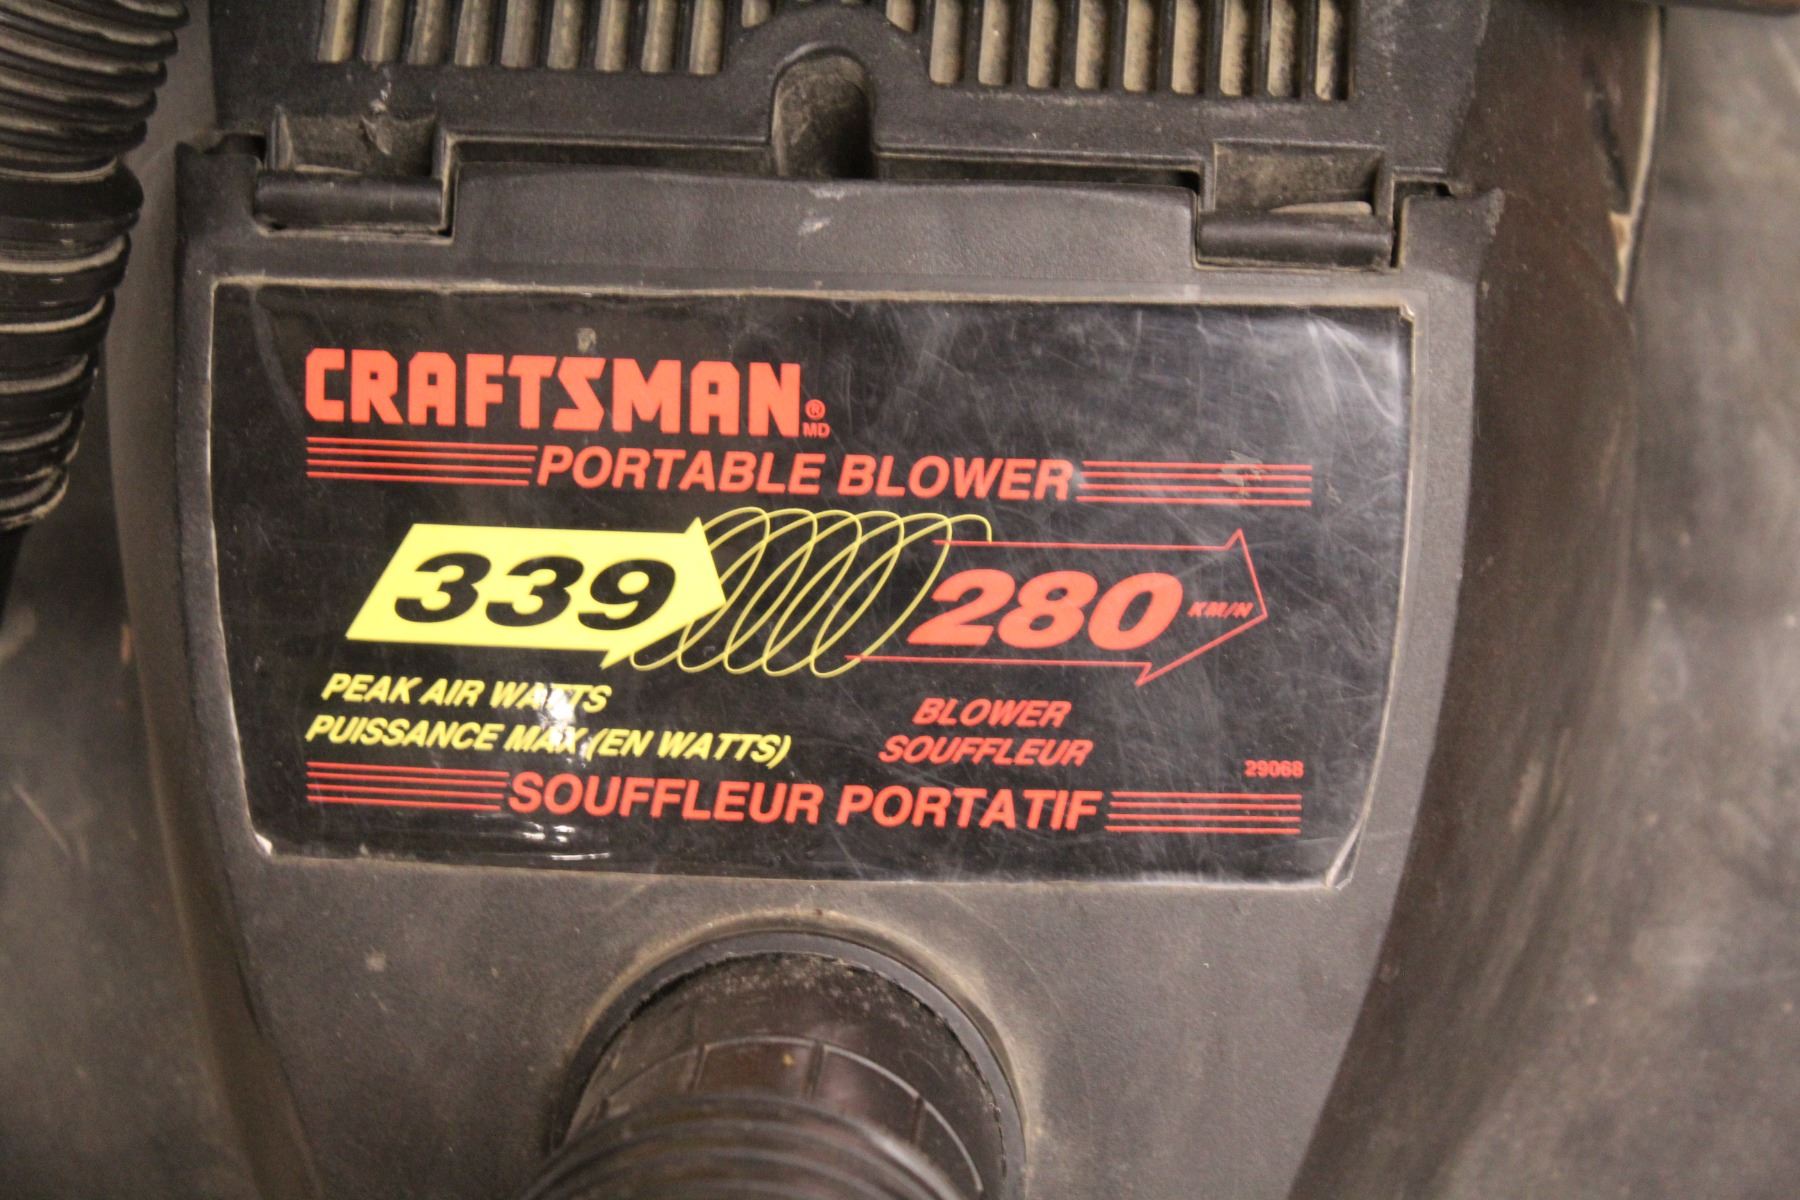 CRAFTSMAN®
MD
PORTABLE BLOWER
339
280 KM/H
PEAK AIR WATTS
PUISSANCE MAX (EN WATTS)
BLOWER
SOUFFLEUR
29068
SOUFFLEUR PORTATIF